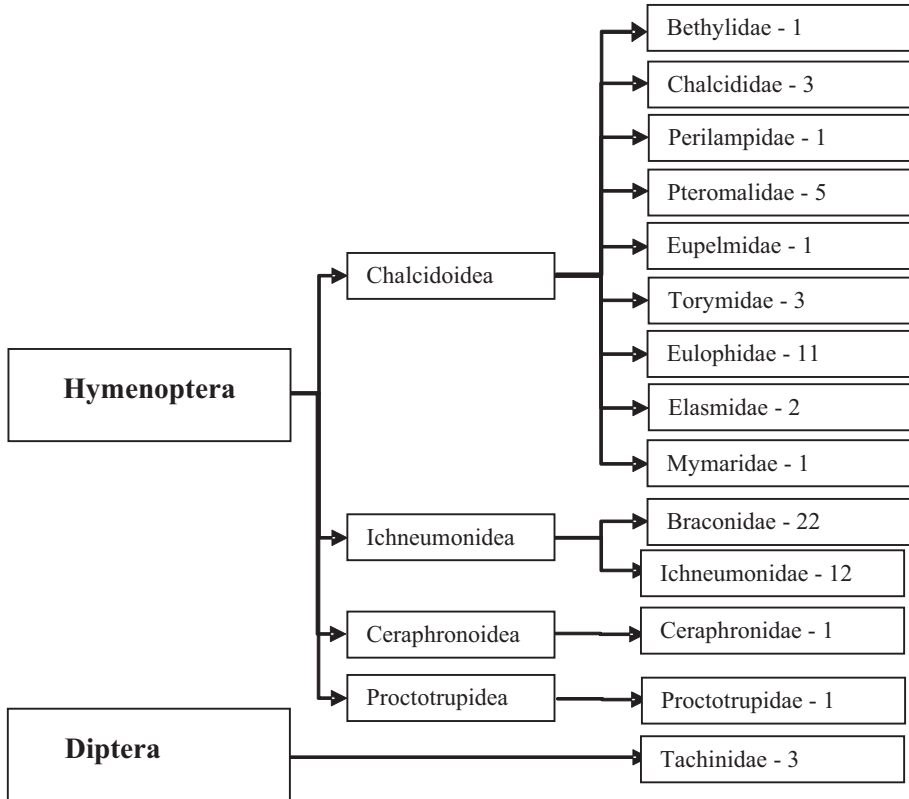 Bethylidae - 1
Chalcididae - 3
Perilampidae - 1
Pteromalidae - 5
Eupelmidae - 1
Chalcidoidea
Torymidae - 3
Eulophidae - 11
Hymenoptera
Elasmidae - 2
Mymaridae - 1
Braconidae - 22
Ichneumonidea
Ichneumonidae - 12
Ceraphronoidea
Ceraphronidae - 1
Proctotrupidea
Proctotrupidae - 1
Diptera
Tachinidae - 3